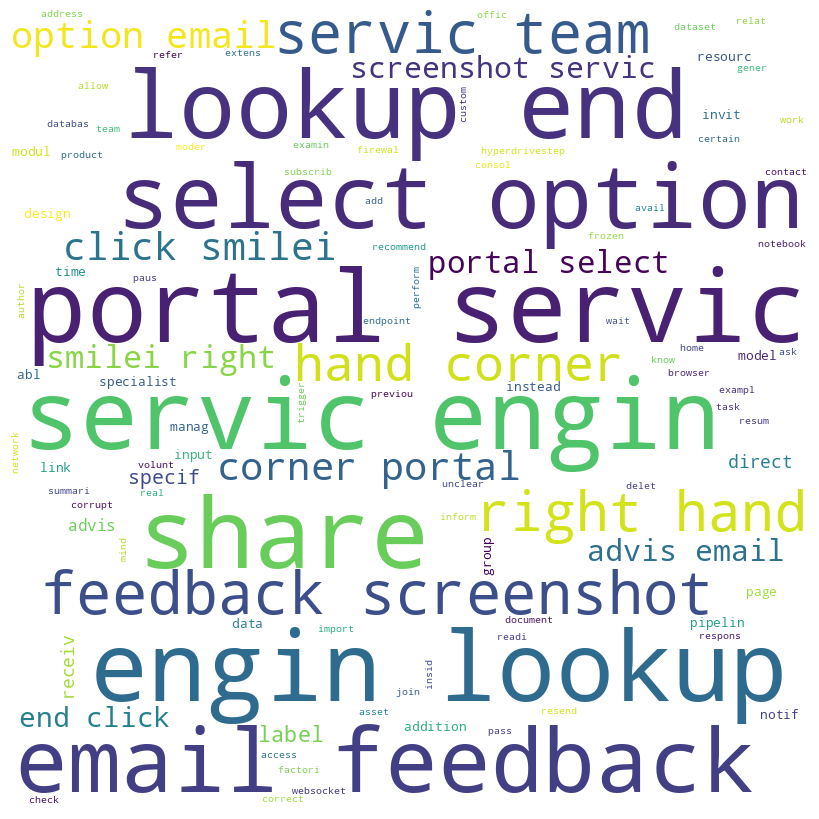 address
offic
dataset
relat
option email
servic team
refer
extens
screenshot servic
resourc
gener
allow
lookup end
custom
databas
team
invit
certain
work
modul
product
moder
examin
firewal
hyperdrivestep
consol
subscrib
select option
contact
design
add
avail
click smilei
recommend
frozen
notebook
time
paus
perform
portal select
author
portal servic
endpoint
wait
home
ask
smilei right
hand corner
know
model
browser
abl
specialist
trigger
previou
instead
exampl
task
servic engin
manag
resum
network
link
input
volunt
specif
corner portal
unclear
direct
summari
real
corrupt
delet
share
right hand
advis
mind
inform
group
advis email
feedback screenshot
page
document
data
import
readi
pipelin
respons
receiv
engin lookup
insid
join
asset
resend
end click
label
addition
pass
notif
access
factori
email feedback
websocket
check
correct